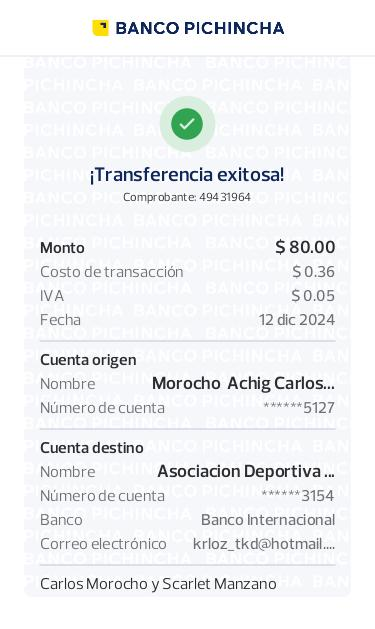 BANCO PICHINCHA
¡Transferencia exitosa!
Comprobante: 49431964
Monto $ 80.00
Costo de transacción $ 0.36
IVA $ 0.05
Fecha 12 dic 2024
Cuenta origen
Nombre Morocho Achig Carlos...
Número de cuenta ******5127
Cuenta destino
Nombre Asociacion Deportiva ...
Número de cuenta ******3154
Banco Banco Internacional
Correo electrónico krloz_tkd@hotmail....
Carlos Morocho y Scarlet Manzano